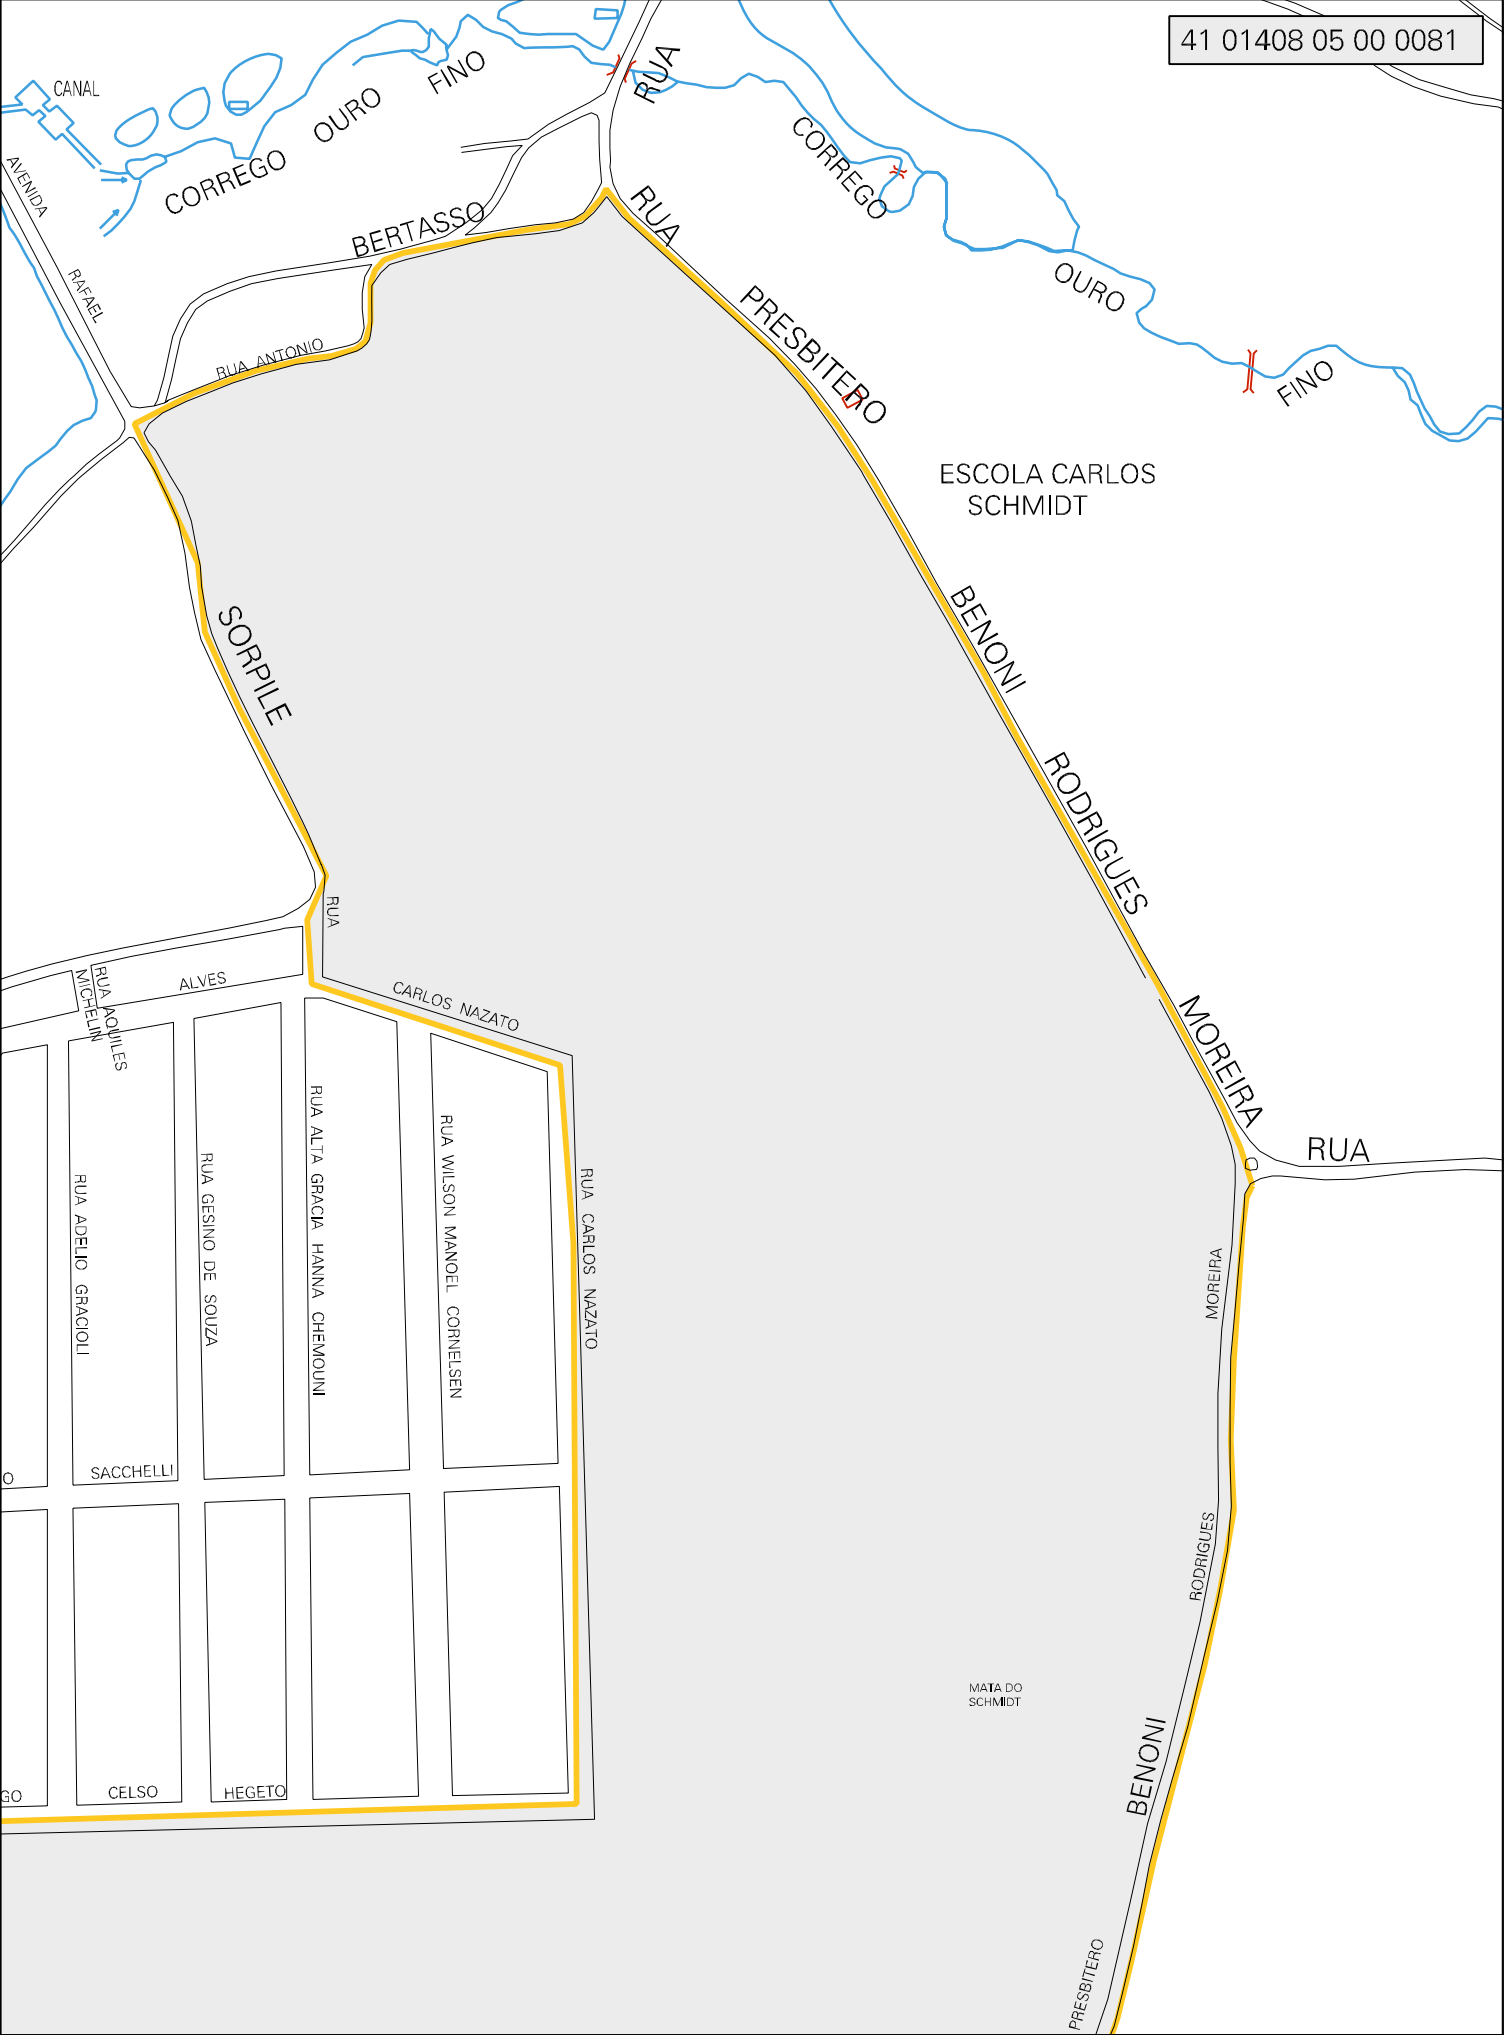 41 01408 05 00 0081
CANAL
CORREGO OURO FINO
RUA
AVENIDA
RAFAEL
SORPILE
BERTASSO
RUA ANTONIO
CORREGO
OURO
FINO
RUA
PRESBITERO
BENONI
RODRIGUES
MOREIRA
RUA
ESCOLA CARLOS
SCHMIDT
RUA
CARLOS NAZATO
ALVES
RUA AQUILES
MICHELIN
RUA ADELIO GRACIOLI
RUA GESINO DE SOUZA
RUA ALTA GRACIA HANNA CHEMOUNI
RUA WILSON MANOEL CORNELSEN
RUA CARLOS NAZATO
O
SACCHELLI
GO
CELSO
HEGETO
MATA DO
SCHMIDT
MOREIRA
RODRIGUES
BENONI
PRESBITERO